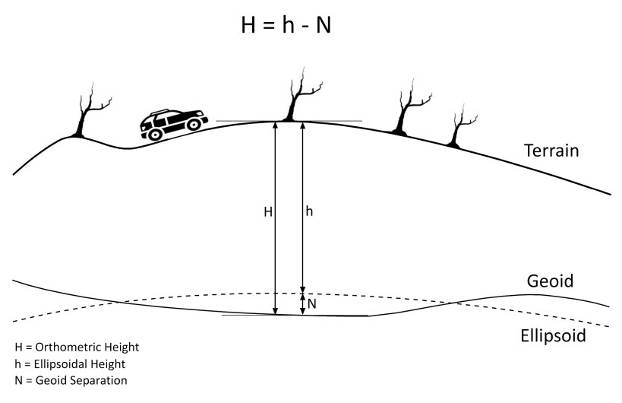 H = h - N
Terrain
H
h
Geoid
N
Ellipsoid
H = Orthometric Height
h = Ellipsoidal Height
N = Geoid Separation